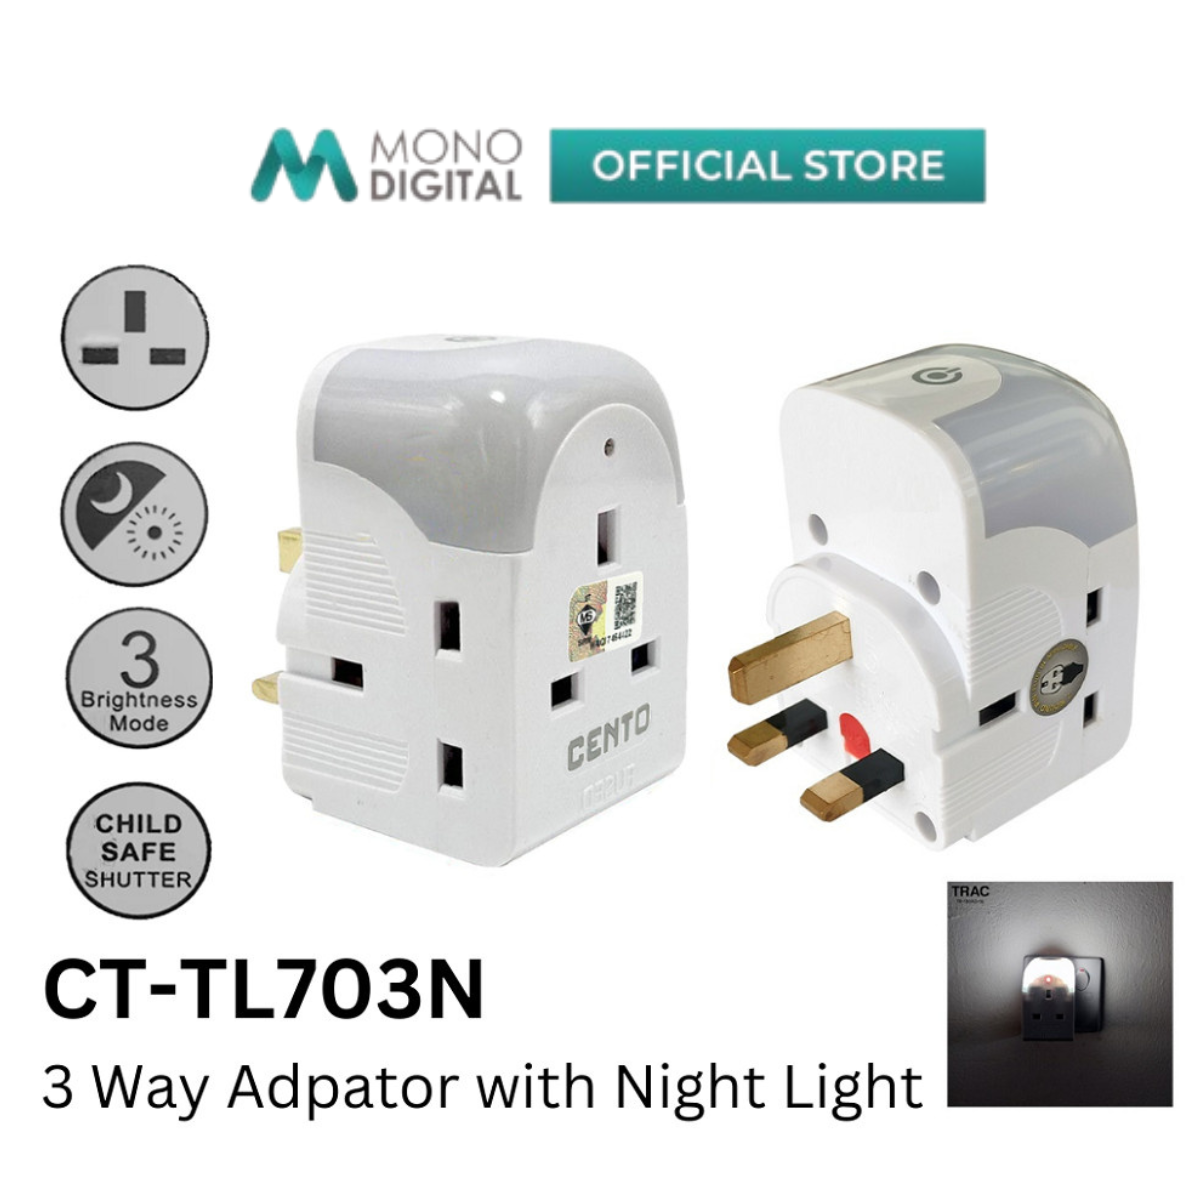 MONO
DIGITAL
OFFICIAL STORE
3
Brightness
Mode
CHILD
SAFE
SHUTTER
MS
CENTO
TRAC
CT-TL703N
3 Way Adpator with Night Light